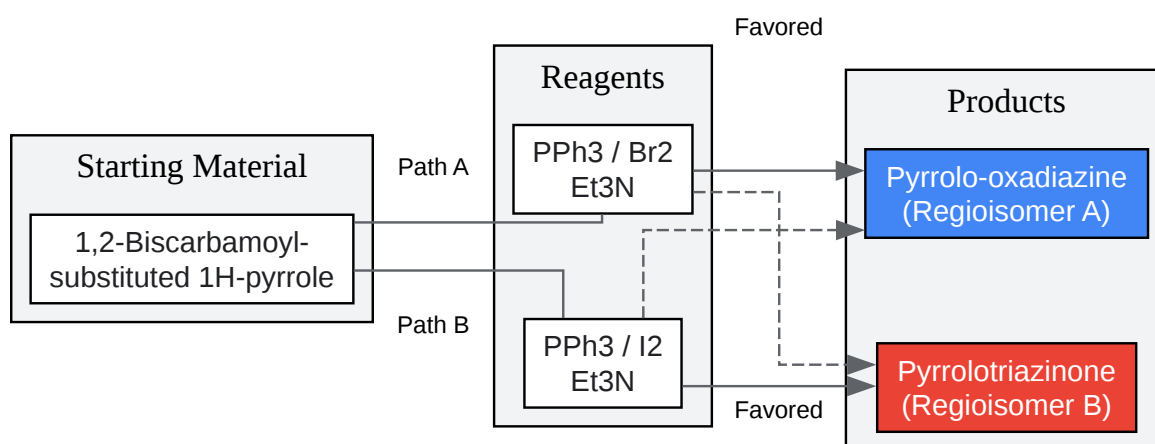 Favored
Reagents
Products
Starting Material
Path A
PPh3 / Br2
Et3N
Pyrrolo-oxadiazine
(Regioisomer A)
1,2-Biscarbamoyl-
substituted 1H-pyrrole
Path B
PPh3 / I2
Et3N
Pyrrolotriazinone
(Regioisomer B)
Favored